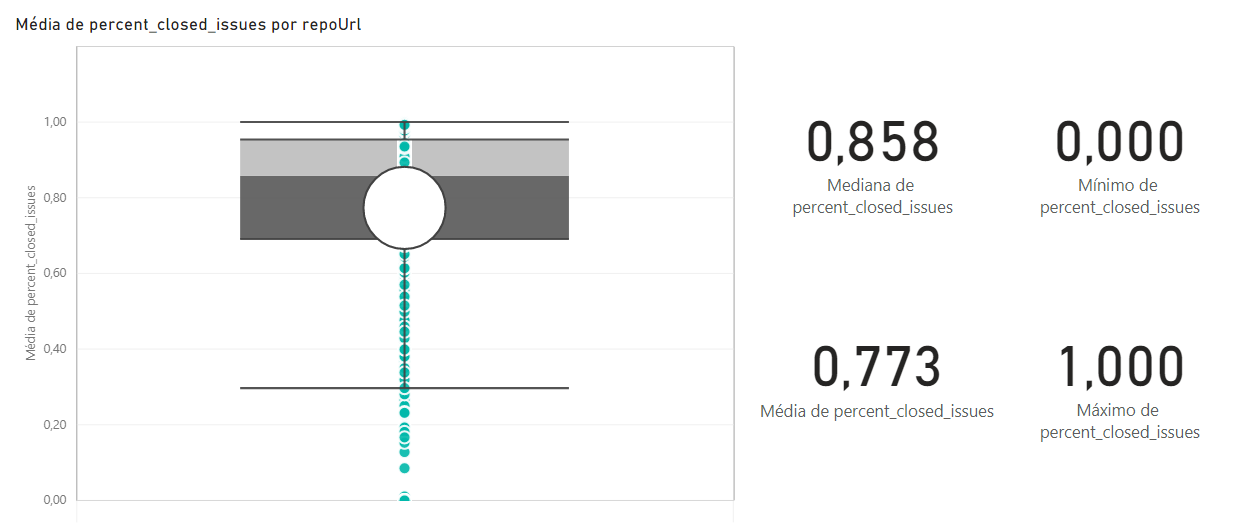 Média de percent_closed_issues por repoUrl
Média de percent_closed_issues
1,00
0,80
0,60
0,40
0,20
0,00
0,858
Mediana de
percent_closed_issues
0,000
Mínimo de
percent_closed_issues
0,773
Média de percent_closed_issues
1,000
Máximo de
percent_closed_issues